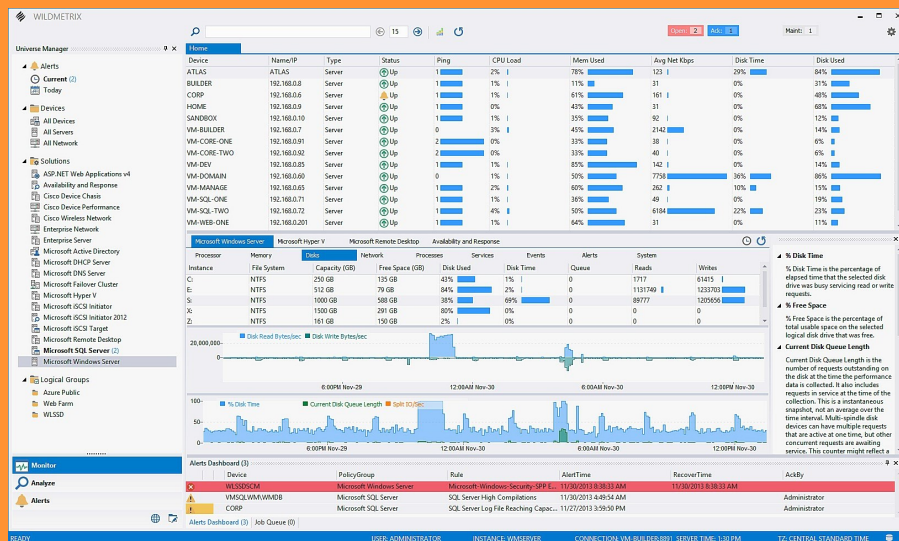 WILDMETRIX
15
Open: 2
Ack: 1
Maint: 1
Universe Manager
Home
Alerts
Current (2)
Today
Devices
All Devices
All Servers
All Network
Solutions
ASP.NET Web Applications v4
Availability and Response
Cisco Device Chasis
Cisco Device Performance
Cisco Wireless Network
Enterprise Network
Enterprise Server
Microsoft Active Directory
Microsoft DHCP Server
Microsoft DNS Server
Microsoft Failover Cluster
Microsoft Hyper V
Microsoft iSCSI Initiator
Microsoft iSCSI Initiator 2012
Microsoft iSCSI Target
Microsoft Remote Desktop
Microsoft SQL Server (2)
Microsoft Windows Server
Logical Groups
Azure Public
Web Farm
WLSSD
Monitor
Analyze
Alerts
Device Name/IP Type Status Ping CPU Load Mem Used Avg Net Kbps Disk Time Disk Used
ATLAS ATLAS Server Up 1 2% 78% 123 29% 84%
BUILDER 192.168.0.8 Server Up 1 1% 11% 31 0% 31%
CORP 192.168.0.6 Server Up 1 1% 61% 161 0% 48%
HOME 192.168.0.9 Server Up 1 0% 43% 31 0% 68%
SANDBOX 192.168.0.10 Server Up 1 1% 35% 92 0% 12%
VM-BUILDER 192.168.0.7 Server Up 0 3% 45% 2142 0% 14%
VM-CORE-ONE 192.168.0.91 Server Up 2 0% 33% 38 0% 6%
VM-CORE-TWO 192.168.0.92 Server Up 2 0% 33% 40 0% 6%
VM-DEV 192.168.0.85 Server Up 1 1% 85% 142 0% 14%
VM-DOMAIN 192.168.0.60 Server Up 0 1% 50% 7758 36% 86%
VM-MANAGE 192.168.0.65 Server Up 1 2% 60% 262 10% 15%
VM-SQL-ONE 192.168.0.71 Server Up 1 1% 36% 49 0% 19%
VM-SQL-TWO 192.168.0.72 Server Up 1 4% 50% 6184 22% 23%
VM-WEB-ONE 192.168.0.201 Server Up 1 1% 64% 31 0% 11%
Microsoft Windows Server Microsoft Hyper V Microsoft Remote Desktop Availability and Response
Processor Memory Disks Network Processes Services Events Alerts System
Instance File System Capacity (GB) Free Space (GB) Disk Used Disk Time Queue Reads Writes
C: NTFS 250 GB 135 GB 43% 1% 0 1717 61415
E: NTFS 512 GB 79 GB 84% 2% 0 1131749 1233703
S: NTFS 1000 GB 588 GB 38% 69% 0 89777 1205656
X: NTFS 1500 GB 291 GB 80% 0% 0 0 0
Z: NTFS 161 GB 150 GB 2% 0% 0 0 0
Disk Read Bytes/sec Disk Write Bytes/sec
20,000,000-
0-
6:00PM Nov-29 12:00AM Nov-30 6:00AM Nov-30 12:00PM Nov-30
% Disk Time Current Disk Queue Length Split IO/Sec
100-
50-
0-
6:00PM Nov-29 12:00AM Nov-30 6:00AM Nov-30 12:00PM Nov-30
% Disk Time
% Disk Time is the percentage of
elapsed time that the selected disk
drive was busy servicing read or write
requests.
% Free Space
% Free Space is the percentage of
total usable space on the selected
logical disk drive that was free.
Current Disk Queue Length
Current Disk Queue Length is the
number of requests outstanding on
the disk at the time the performance
data is collected. It also includes
requests in service at the time of the
collection. This is a instantaneous
snapshot, not an average over the
time interval. Multi-spindle disk
devices can have multiple requests
that are active at one time, but other
concurrent requests are awaiting
service. This counter might reflect a
Alerts Dashboard (3)
Device PolicyGroup Rule AlertTime RecoverTime AckBy
WLSSDSCM Microsoft Windows Server Microsoft-Windows-Security-SPP E... 11/30/2013 8:38:33 AM 11/30/2013 8:38:33 AM
VMSQLWM\WMDB Microsoft SQL Server SQL Server High Compilations 11/30/2013 4:49:54 AM Administrator
CORP Microsoft SQL Server SQL Server Log File Reaching Capac... 11/27/2013 3:59:50 PM Administrator
Alerts Dashboard (3) Job Queue (0)
READY USER: ADMINISTRATOR INSTANCE: WMSERVER CONNECTION: VM-BUILDER:8891 SERVER TIME: 1:30 PM TZ: CENTRAL STANDARD TIME